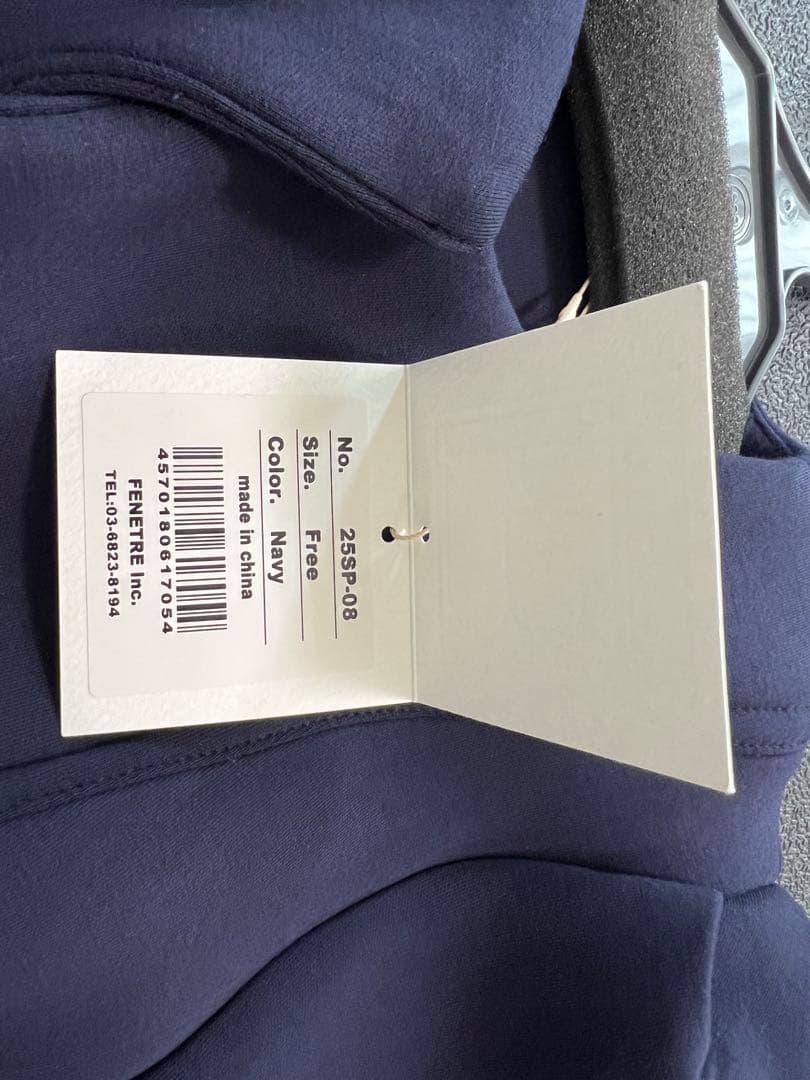 No. 25SP-08
Size. Free
Color. Navy
made in china
4570180617054
FENETRE Inc.
TEL:03-6823-8194